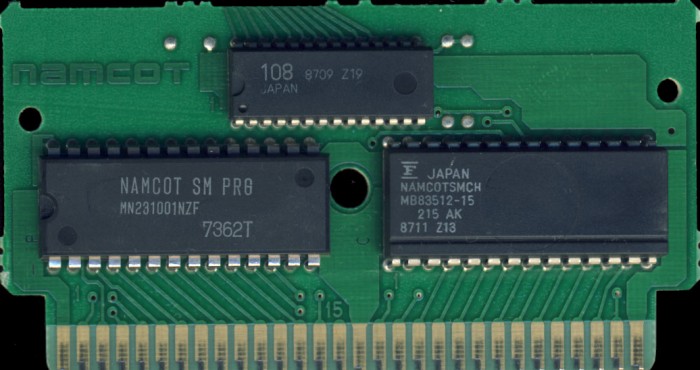 namcot
108 8709 Z19
JAPAN
NAMCOT SM PRG
MN231001NZF
7362T
F JAPAN
NAMCOTSMCH
MB83512-15
215 AK
8711 Z13
15